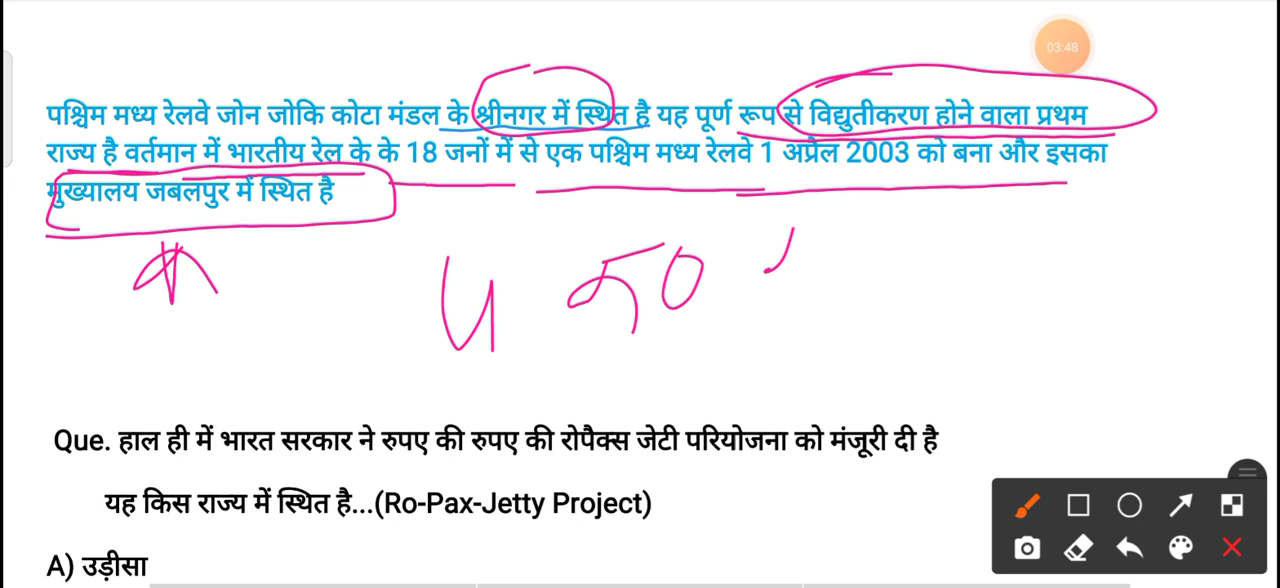 03:48
पश्चिम मध्य रेलवे जोन जोकि कोटा मंडल के श्रीनगर में स्थित है यह पूर्ण रूप से विद्युतीकरण होने वाला प्रथम
राज्य है वर्तमान में भारतीय रेल के के 18 जनों में से एक पश्चिम मध्य रेलवे 1 अप्रैल 2003 को बना और इसका
मुख्यालय जबलपुर में स्थित है
Que. हाल ही में भारत सरकार ने रुपए की रुपए की रोपैक्स जेटी परियोजना को मंजूरी दी है
यह किस राज्य में स्थित है...(Ro-Pax-Jetty Project)
A) उड़ीसा